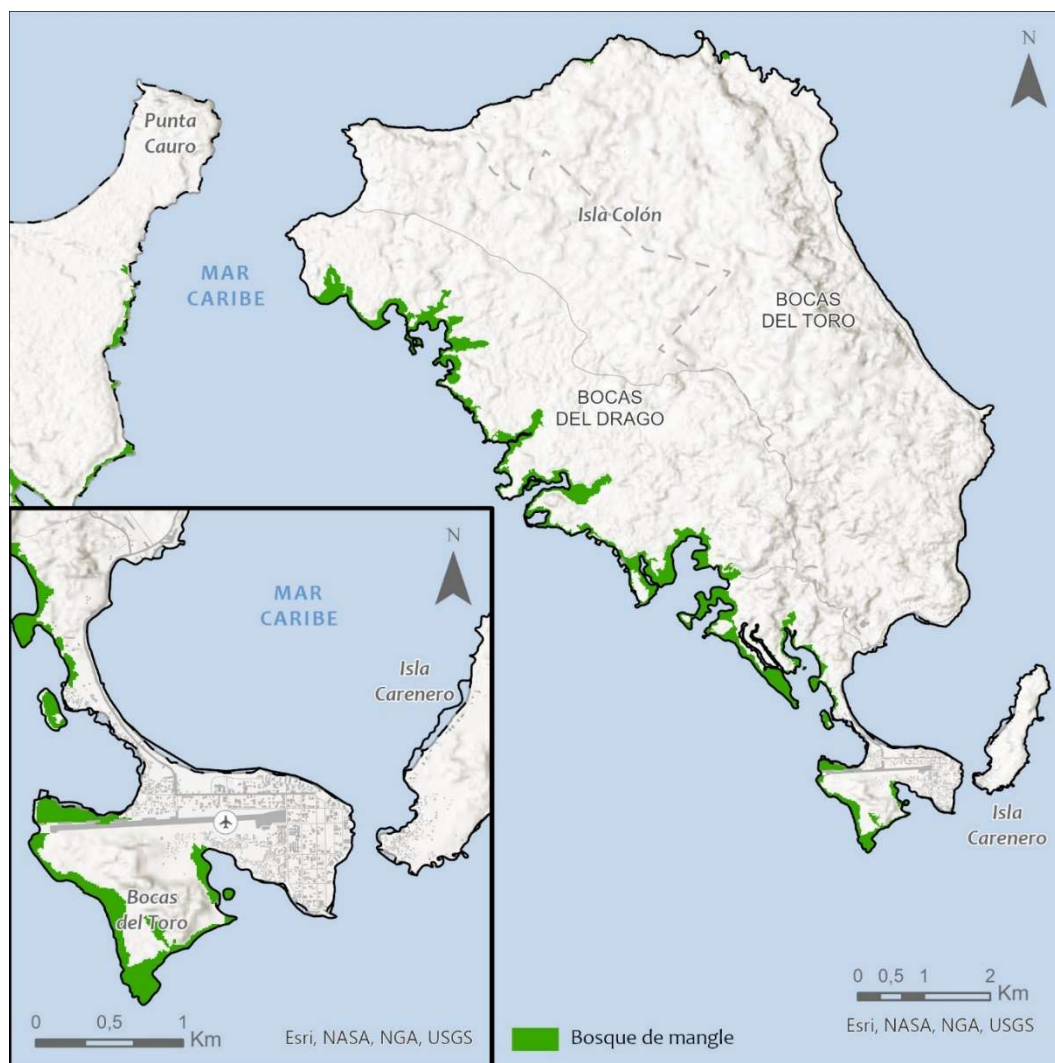 N
Punta
Cauro
Isla Colón
MAR
CARIBE
BOCAS
DEL TORO
BOCAS
DEL DRAGO
N
MAR
CARIBE
Isla
Carenero
Bocas
del Toro
Isla
Carenero
0 0,5 1 2
Km
Esri, NASA, NGA, USGS
0 0,5 1
Km
Esri, NASA, NGA, USGS
Bosque de mangle